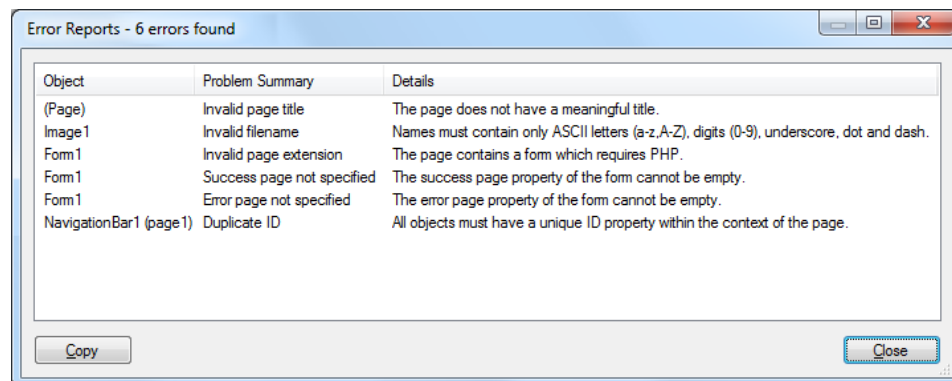 Error Reports - 6 errors found
Object Problem Summary Details
(Page) Invalid page title The page does not have a meaningful title.
Image1 Invalid filename Names must contain only ASCII letters (a-z,A-Z), digits (0-9), underscore, dot and dash.
Form1 Invalid page extension The page contains a form which requires PHP.
Form1 Success page not specified The success page property of the form cannot be empty.
Form1 Error page not specified The error page property of the form cannot be empty.
NavigationBar1 (page1) Duplicate ID All objects must have a unique ID property within the context of the page.
Copy Close